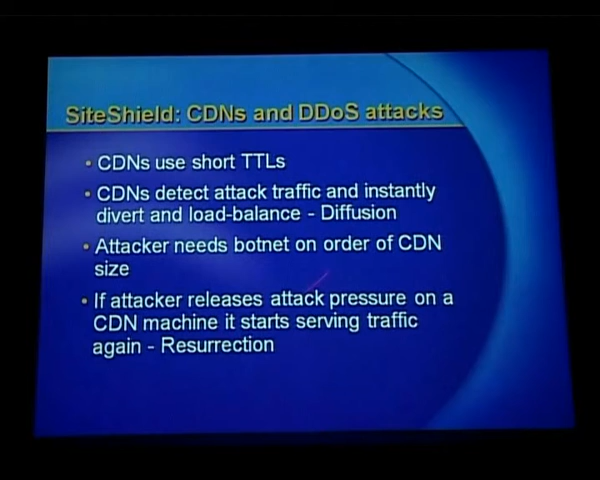 SiteShield: CDNs and DDoS attacks
• CDNs use short TTLs
• CDNs detect attack traffic and instantly
divert and load-balance - Diffusion
• Attacker needs botnet on order of CDN
size
• If attacker releases attack pressure on a
CDN machine it starts serving traffic
again - Resurrection